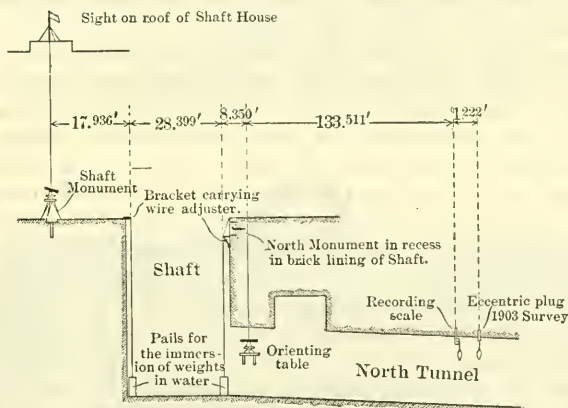 Sight on roof of Shaft House
17.936'
28.399'
8.350'
133.511'
1.222'
Shaft
Monument
Bracket carrying
wire adjuster.
North Monument in recess
in brick lining of Shaft.
Shaft
Recording
scale
Eccentric plug
1903 Survey
Pails for
the immer-
sion of weights
in water
Orienting
table
North Tunnel